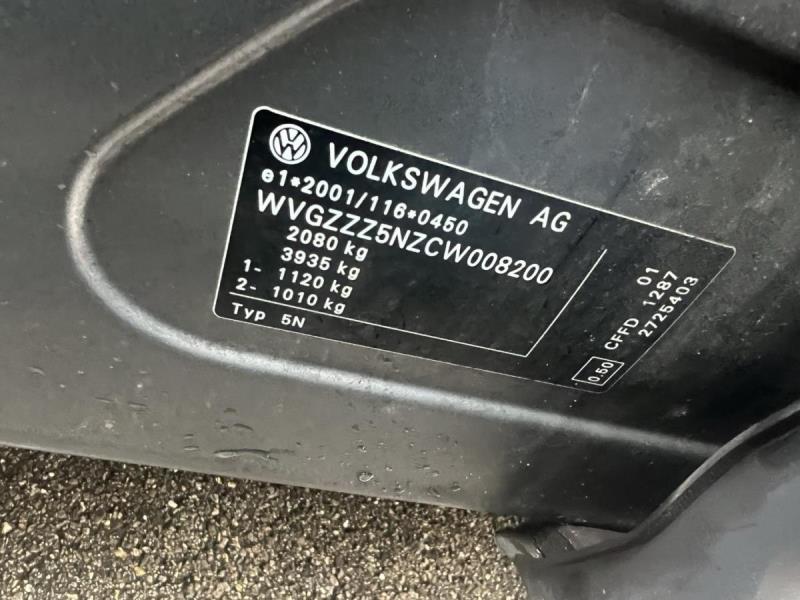 VOLKSWAGEN AG
e1*2001/116*0450
WVGZZZ5NZCW008200
2080 kg
3935 kg
1- 1120 kg
2- 1010 kg
Typ 5N
01
CFFD 1287
2725403
0.50